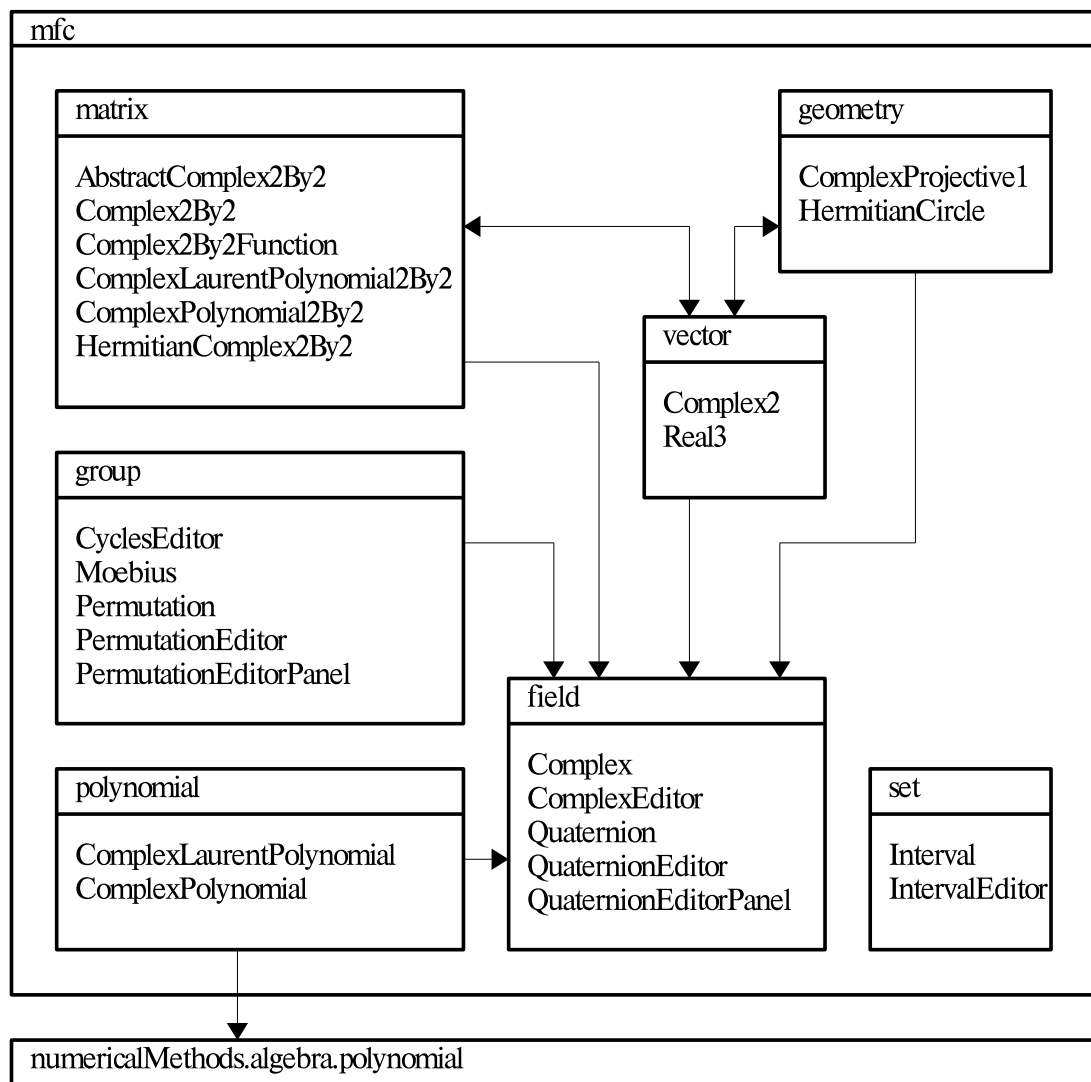 mfc
matrix
AbstractComplex2By2
Complex2By2
Complex2By2Function
ComplexLaurentPolynomial2By2
ComplexPolynomial2By2
HermitianComplex2By2
geometry
ComplexProjective1
HermitianCircle
vector
Complex2
Real3
group
CyclesEditor
Moebius
Permutation
PermutationEditor
PermutationEditorPanel
field
Complex
ComplexEditor
Quaternion
QuaternionEditor
QuaternionEditorPanel
polynomial
ComplexLaurentPolynomial
ComplexPolynomial
set
Interval
IntervalEditor
numericalMethods.algebra.polynomial